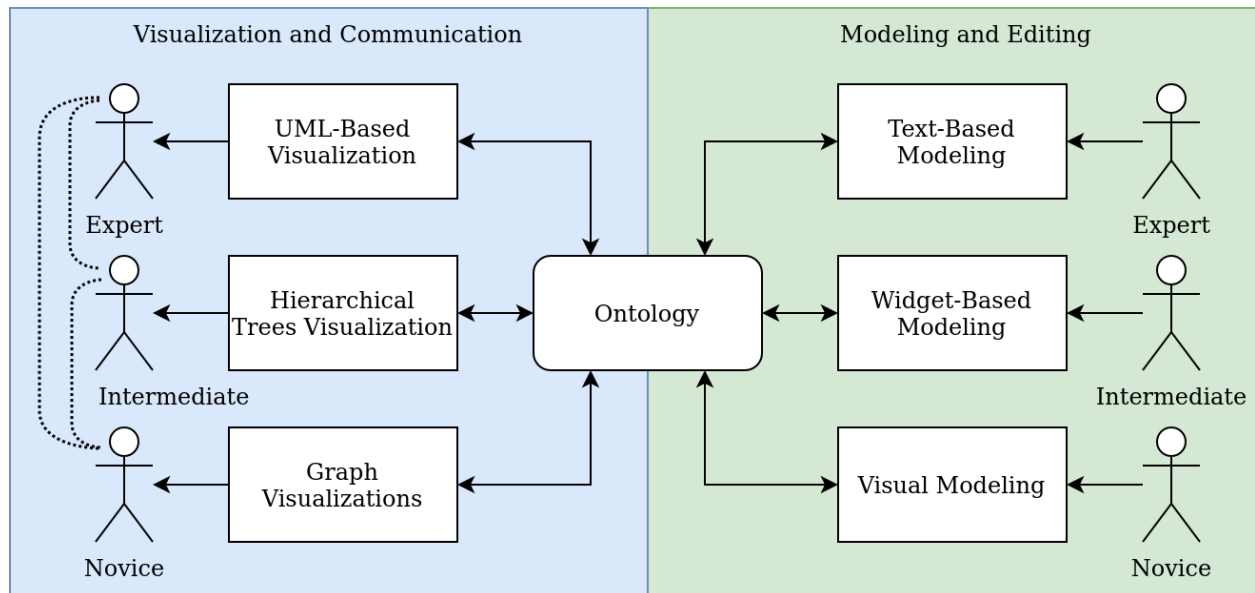 Visualization and Communication
Modeling and Editing
UML-Based
Visualization
Text-Based
Modeling
Expert
Expert
Hierarchical
Trees Visualization
Ontology
Widget-Based
Modeling
Intermediate
Intermediate
Graph
Visualizations
Visual Modeling
Novice
Novice